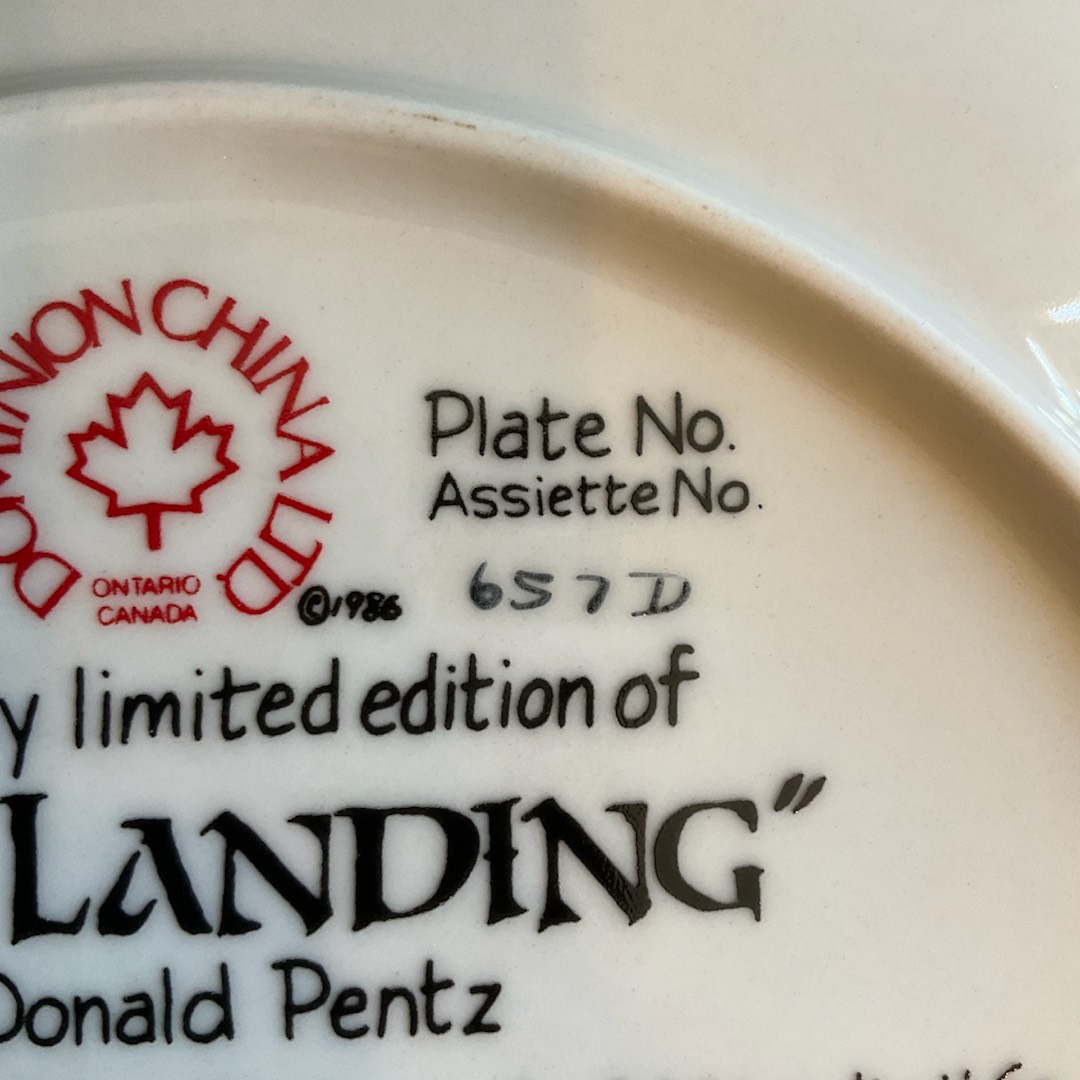 DOMINION CHINA LTD
ONTARIO
CANADA
©1986
Plate No.
Assiette No.
657D
y limited edition of
LANDING”
Donald Pentz